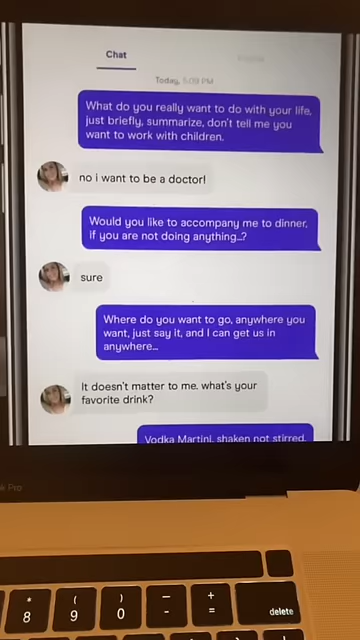 Chat
Today, 5:09 PM
What do you really want to do with your life,
just briefly, summarize, don't tell me you
want to work with children.
no i want to be a doctor!
Would you like to accompany me to dinner,
if you are not doing anything..?
sure
Where do you want to go, anywhere you
want, just say it, and I can get us in
anywhere...
It doesn't matter to me. what's your
favorite drink?
Vodka Martini, shaken not stirred.
Pro
* ( ) _ +
8 9 0 - = delete